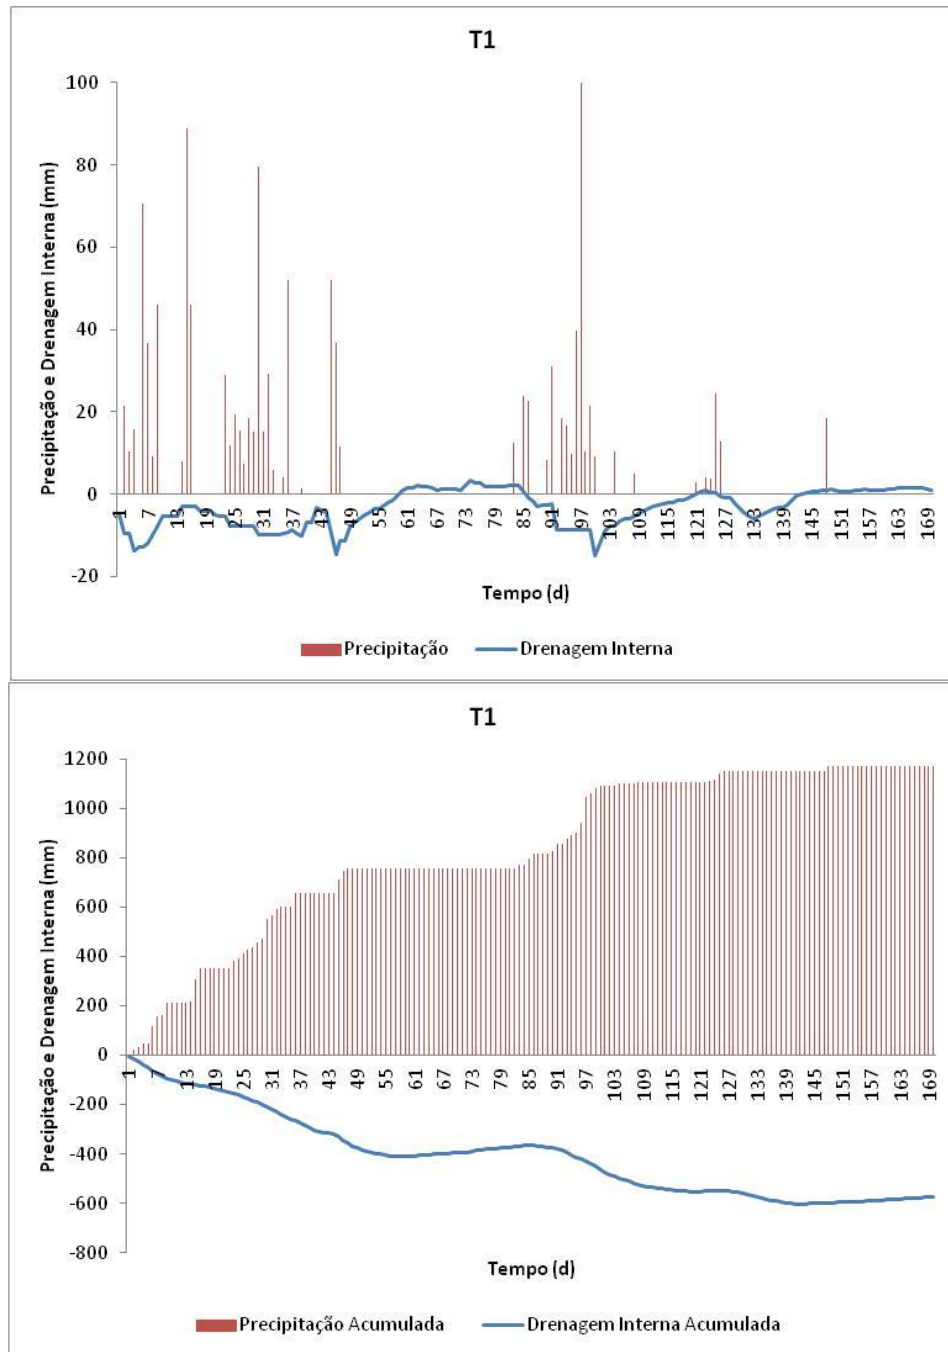 T1
Precipitação e Drenagem Interna (mm)
100
80
60
40
20
0
-20
1 7 13 19 25 31 37 43 49 55 61 67 73 79 85 91 97 103 109 115 121 127 133 139 145 151 157 163 169
Tempo (d)
Precipitação Drenagem Interna
T1
Precipitação e Drenagem Interna (mm)
1200
1000
800
600
400
200
0
-200
-400
-600
-800
1 7 13 19 25 31 37 43 49 55 61 67 73 79 85 91 97 103 109 115 121 127 133 139 145 151 157 163 169
Tempo (d)
Precipitação Acumulada Drenagem Interna Acumulada